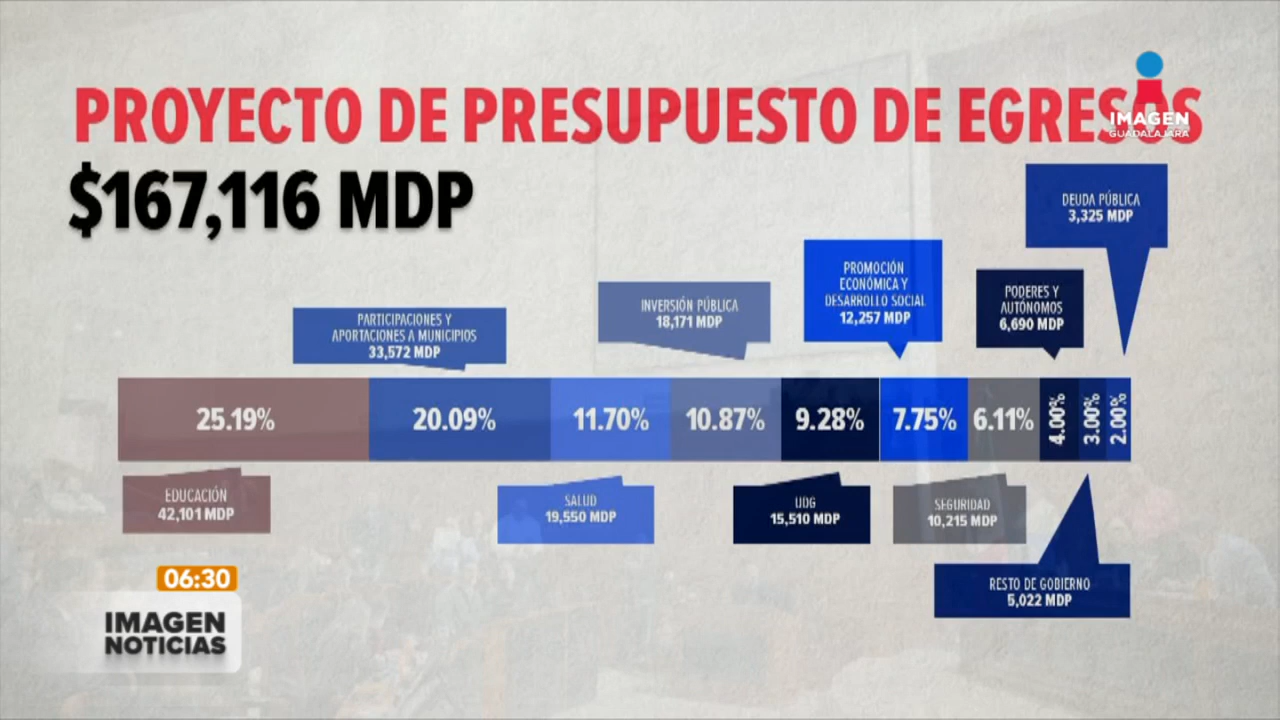 PROYECTO DE PRESUPUESTO DE EGRESOS
IMAGEN
GUADALAJARA
$167,116 MDP
DEUDA PÚBLICA
3,325 MDP
PROMOCIÓN
ECONÓMICA Y
DESARROLLO SOCIAL
12,257 MDP
PODERES Y
AUTÓNOMOS
6,690 MDP
INVERSIÓN PÚBLICA
18,171 MDP
PARTICIPACIONES Y
APORTACIONES A MUNICIPIOS
33,572 MDP
25.19%
20.09%
11.70%
10.87%
9.28%
7.75%
6.11%
4.00%
3.00%
2.00%
EDUCACIÓN
42,101 MDP
SALUD
19,550 MDP
UDG
15,510 MDP
SEGURIDAD
10,215 MDP
RESTO DE GOBIERNO
5,022 MDP
06:30
IMAGEN
NOTICIAS